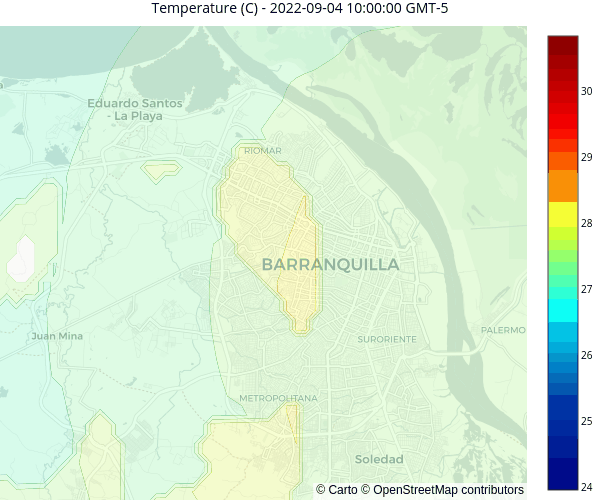 Temperature (C) - 2022-09-04 10:00:00 GMT-5
Eduardo Santos
- La Playa
RIOMAR
BARRANQUILLA
Juan Mina
SURORIENTE
PALERMO
METROPOLITANA
Soledad
© Carto © OpenStreetMap contributors
30
29
28
27
26
25
24